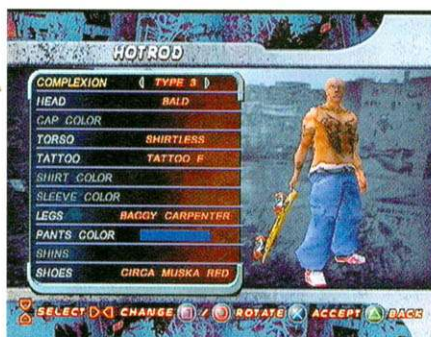 HOTROD
COMPLEXION TYPE 3
HEAD BALD
CAP COLOR
TORSO SHIRTLESS
TATTOO TATTOO E
SHIRT COLOR
SLEEVE COLOR
LEGS BAGGY CARPENTER
PANTS COLOR
SHINS
SHOES CIRCA MUSKA RED
SELECT CHANGE / ROTATE ACCEPT BACK